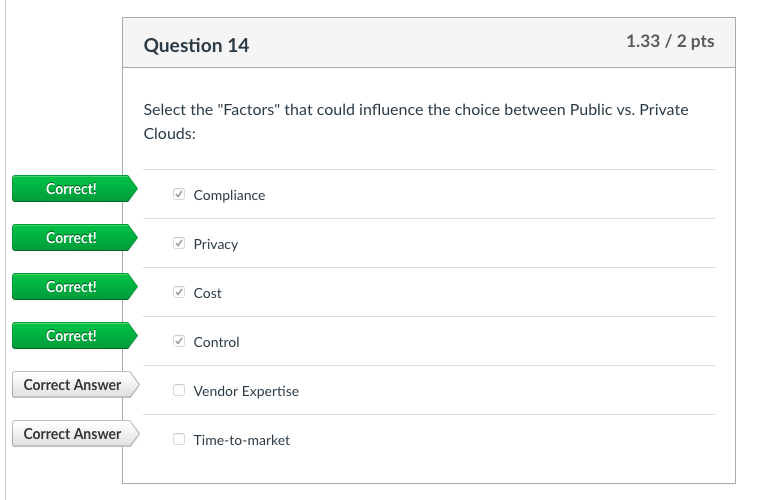 Question 14
1.33 / 2 pts
Select the "Factors" that could influence the choice between Public vs. Private
Clouds:
Correct!
Compliance
Correct!
Privacy
Correct!
Cost
Correct!
Control
Correct Answer
Vendor Expertise
Correct Answer
Time-to-market